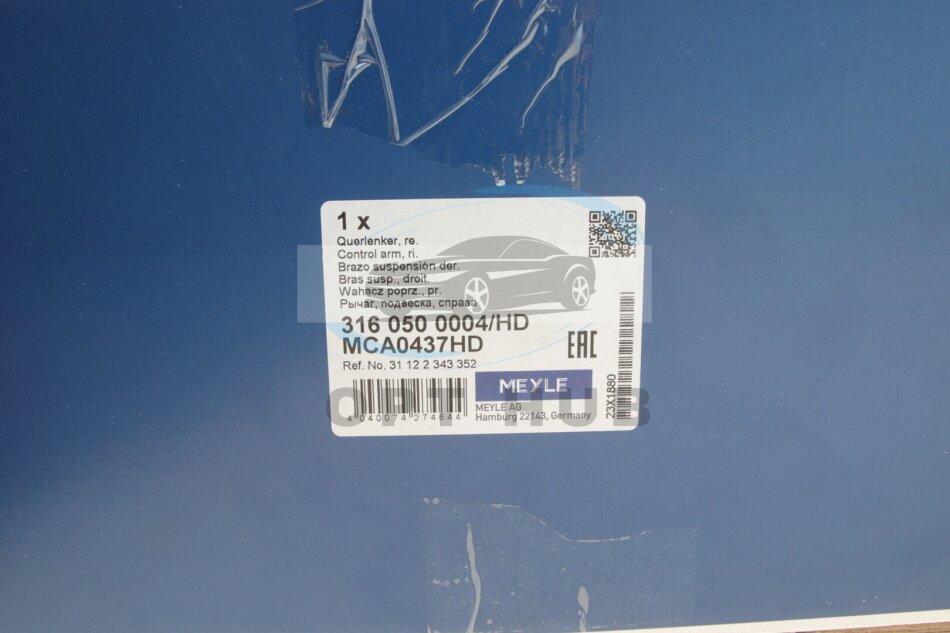 1 x
Querlenker, re.
Control arm, ri.
Brazo suspensión der.
Bras susp., droit.
Wahacz poprz., pr.
Рычаг, подвеска, справа
316 050 0004/HD
MCA0437HD
Ref. No. 31 12 2 343 352
EAC
MEYLE
MEYLE AG
Hamburg 22143, Germany
4 040074 274644
23X1880
OPT HUB